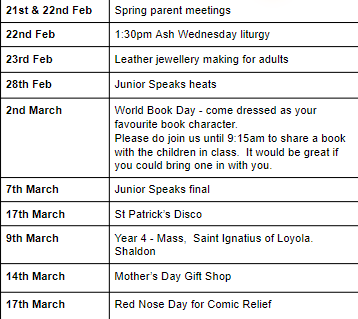 21st & 22nd Feb Spring parent meetings
22nd Feb 1:30pm Ash Wednesday liturgy
23rd Feb Leather jewellery making for adults
28th Feb Junior Speaks heats
2nd March World Book Day - come dressed as your
favourite book character.
Please do join us until 9:15am to share a book
with the children in class.  It would be great if
you could bring one in with you.
7th March Junior Speaks final
17th March St Patrick's Disco
9th March Year 4 - Mass,  Saint Ignatius of Loyola.
Shaldon
14th March Mother's Day Gift Shop
17th March Red Nose Day for Comic Relief